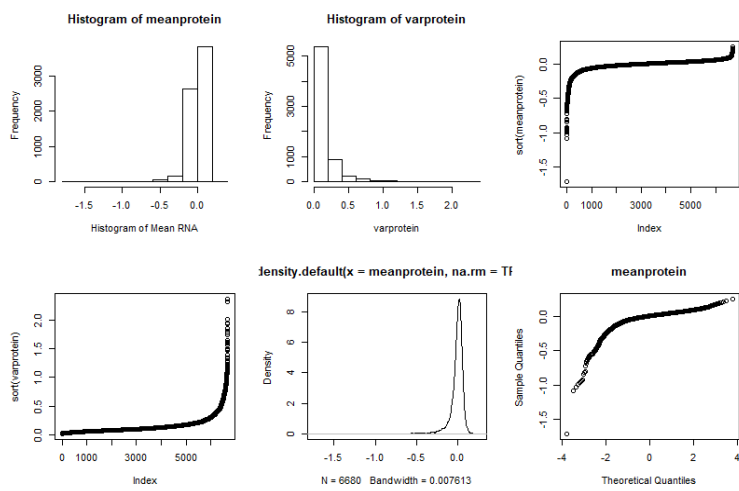 Histogram of meanprotein
Frequency
0 1000 2000 3000
-1.5 -1.0 -0.5 0.0
Histogram of Mean RNA
Histogram of varprotein
Frequency
0 1000 3000 5000
0.0 0.5 1.0 1.5 2.0
varprotein
sort(meanprotein)
-1.5 -1.0 -0.5 0.0
0 1000 3000 5000
Index
sort(varprotein)
0.0 0.5 1.0 1.5 2.0
0 1000 3000 5000
Index
density.default(x = meanprotein, na.rm = TF
Density
0 2 4 6 8
-1.5 -1.0 -0.5 0.0
N = 6680 Bandwidth = 0.007613
meanprotein
Sample Quantiles
-1.5 -1.0 -0.5 0.0
-4 -2 0 2 4
Theoretical Quantiles